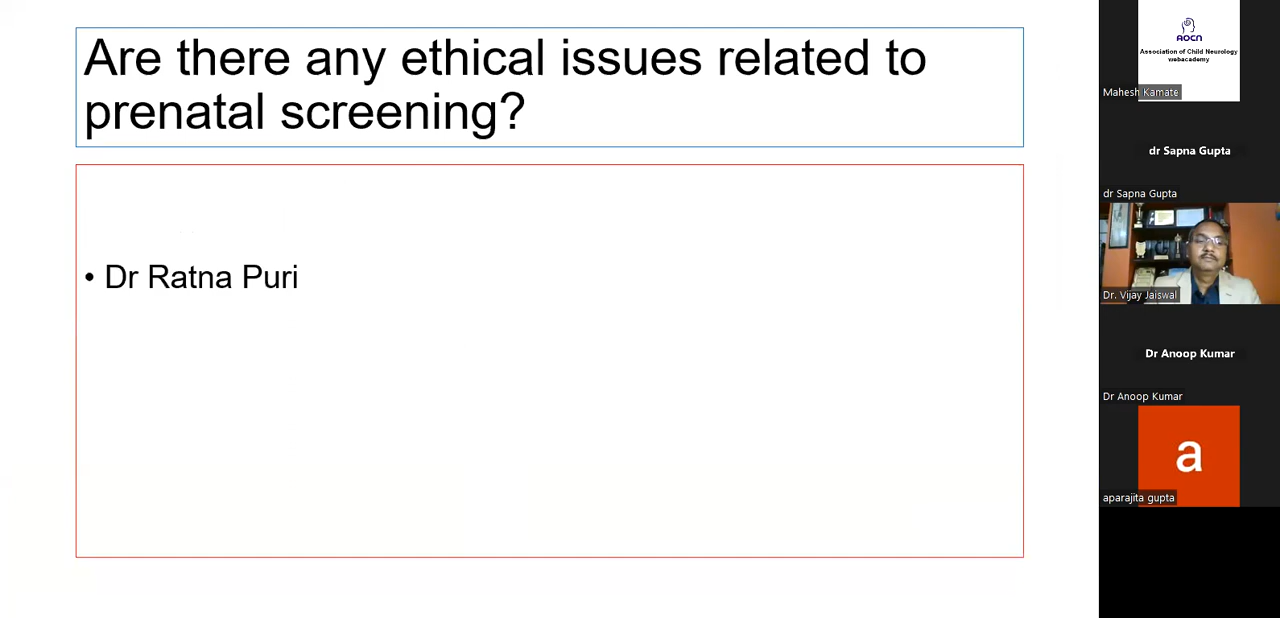 Are there any ethical issues related to
prenatal screening?
• Dr Ratna Puri
AOCN
Association of Child Neurology
webacademy
Mahesh Kamate
dr Sapna Gupta
dr Sapna Gupta
Dr. Vijay Jaiswal
Dr Anoop Kumar
Dr Anoop Kumar
a
aparajita gupta